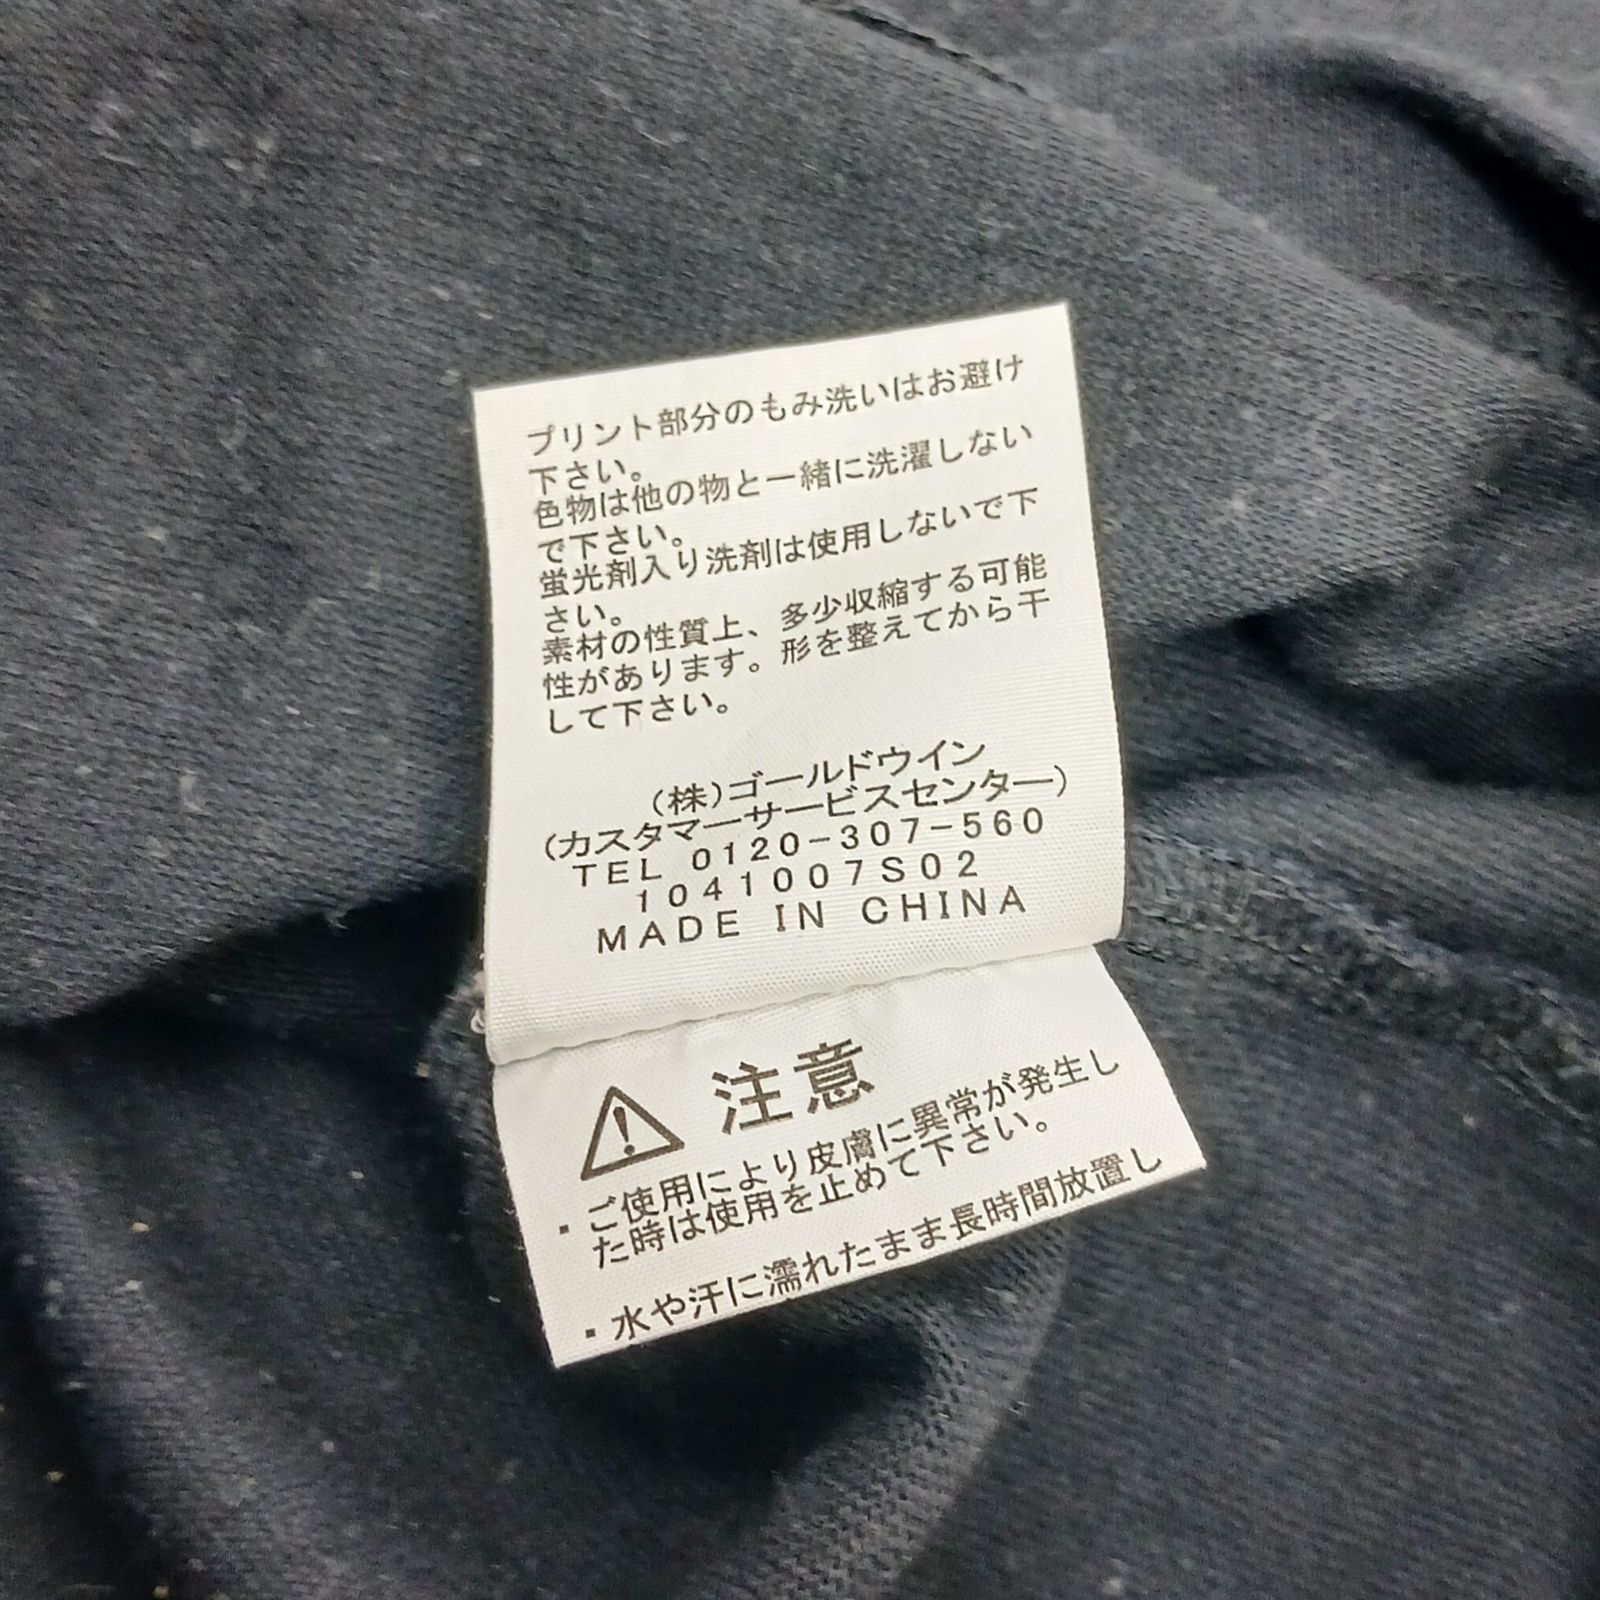 プリント部分のもみ洗いはお避け
下さい。
色物は他の物と一緒に洗濯しない
で下さい。
蛍光剤入り洗剤は使用しないで下
さい。
素材の性質上、多少収縮する可能
性があります。形を整えてから干
して下さい。
（株）ゴールドウイン
（カスタマーサービスセンター）
TEL 0120-307-560
1041007S02
MADE IN CHINA
注意
・ご使用により皮膚に異常が発生し
た時は使用を止めて下さい。
・水や汗に濡れたまま長時間放置し